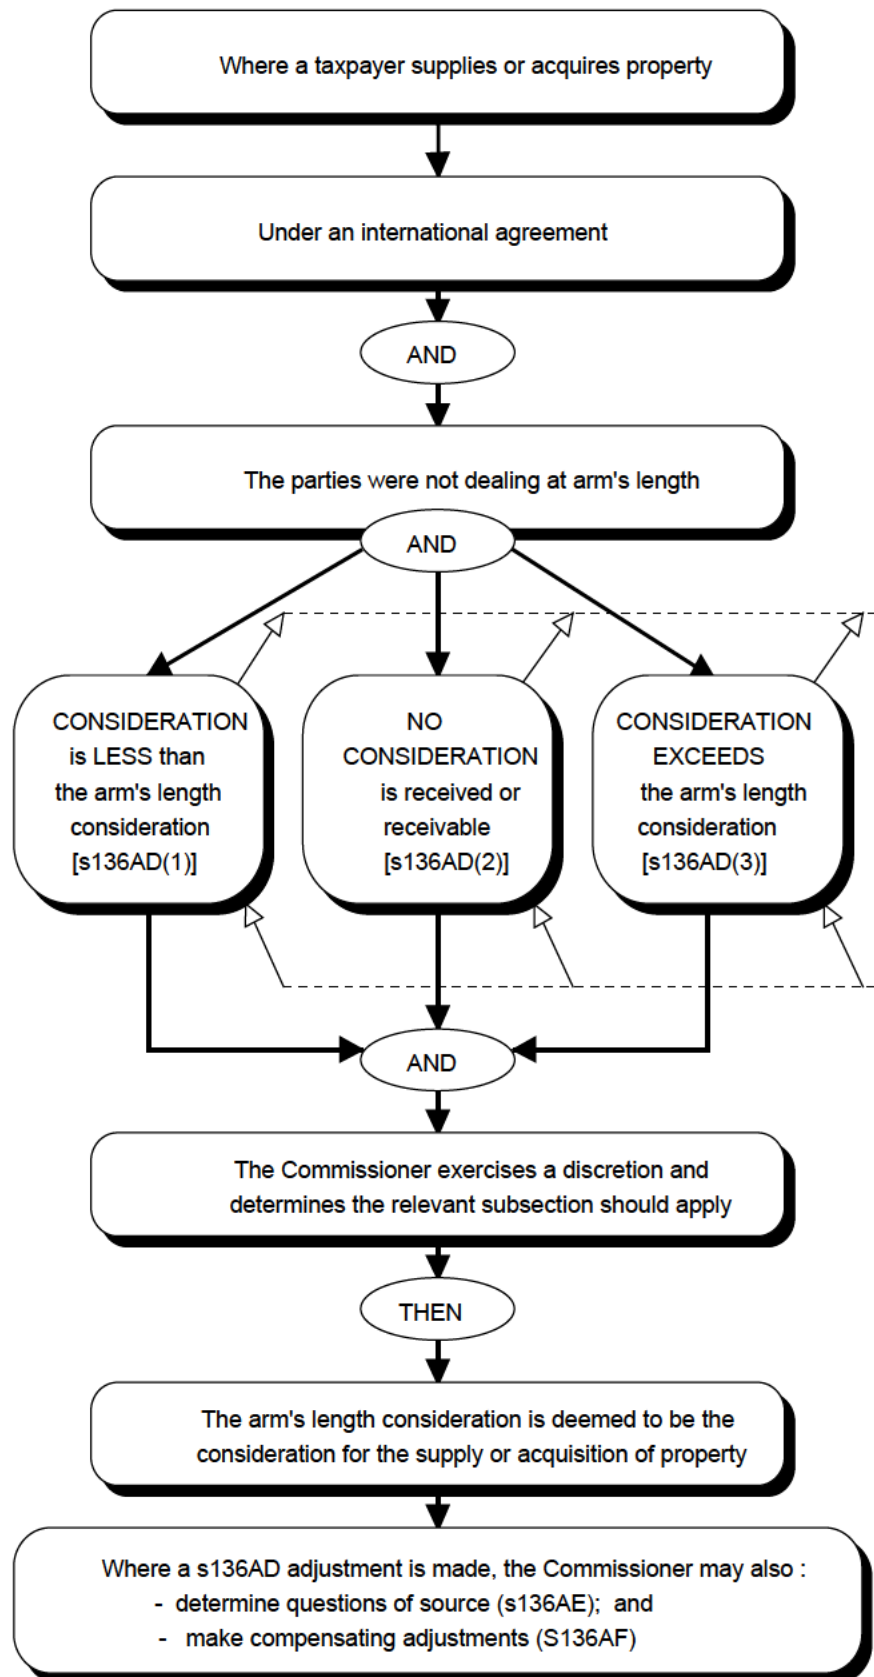 Where a taxpayer supplies or acquires property
Under an international agreement
AND
The parties were not dealing at arm's length
AND
CONSIDERATION
is LESS than
the arm's length
consideration
[s136AD(1)]
NO
CONSIDERATION
is received or
receivable
[s136AD(2)]
CONSIDERATION
EXCEEDS
the arm's length
consideration
[s136AD(3)]
AND
The Commissioner exercises a discretion and
determines the relevant subsection should apply
THEN
The arm's length consideration is deemed to be the
consideration for the supply or acquisition of property
Where a s136AD adjustment is made, the Commissioner may also :
- determine questions of source (s136AE); and
- make compensating adjustments (S136AF)